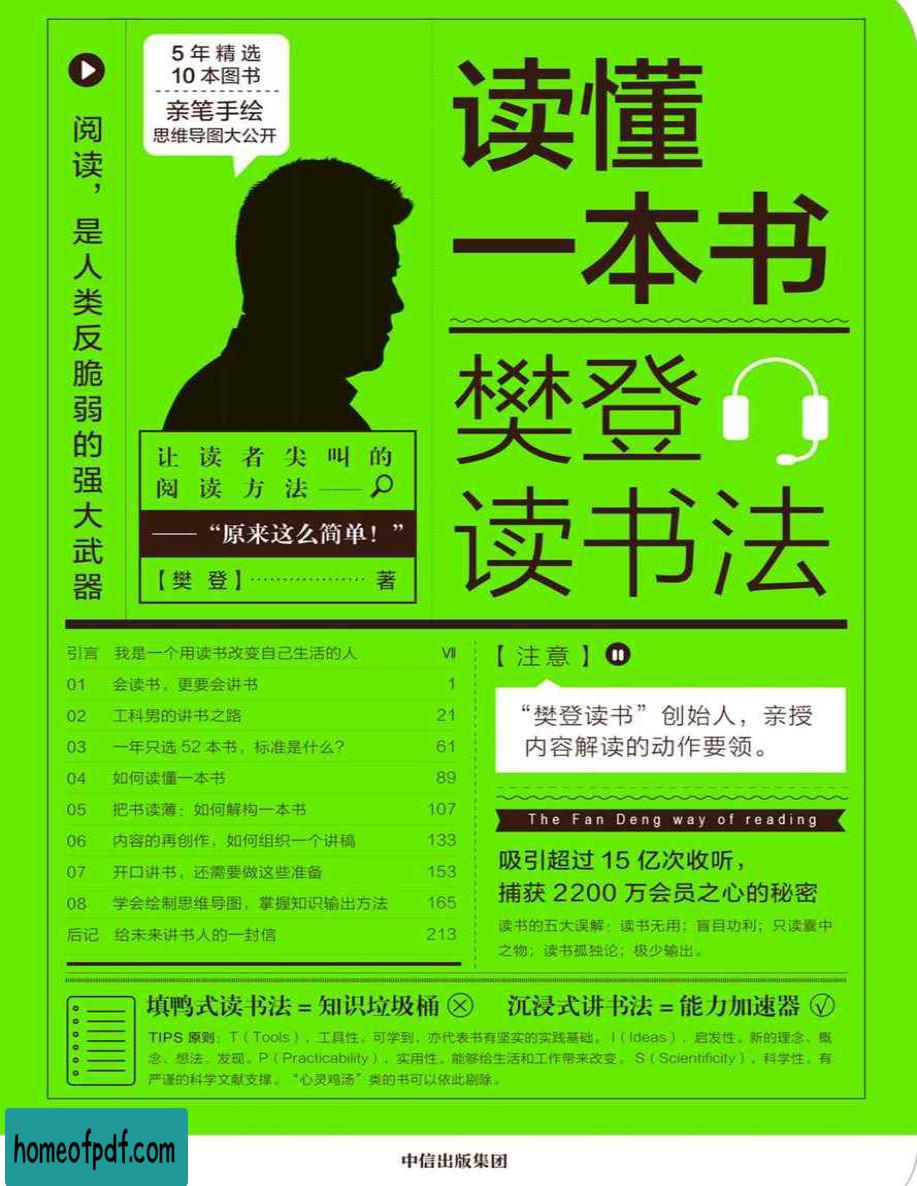 阅读，是人类反脆弱的强大武器
5年精选
10本图书
亲笔手绘
思维导图大公开
读懂
一本书
樊登
读书法
让读者尖叫的
阅读方法——
——“原来这么简单！”
【樊 登】………………著
引言 我是一个用读书改变自己生活的人 Ⅶ
01 会读书，更要会讲书 1
02 工科男的讲书之路 21
03 一年只选 52 本书，标准是什么？ 61
04 如何读懂一本书 89
05 把书读薄：如何解构一本书 107
06 内容的再创作，如何组织一个讲稿 133
07 开口讲书，还需要做这些准备 153
08 学会绘制思维导图，掌握知识输出方法 165
后记 给未来讲书人的一封信 213
【注意】
“樊登读书”创始人，亲授
内容解读的动作要领。
The Fan Deng way of reading
吸引超过 15 亿次收听，
捕获 2200 万会员之心的秘密
读书的五大误解：读书无用；盲目功利；只读囊中
之物；读书孤独论；极少输出。
填鸭式读书法＝知识垃圾桶 沉浸式讲书法＝能力加速器
TIPS 原则：T（Tools），工具性。可学到，亦代表书有坚实的实践基础。I（Ideas），启发性。新的理念、概
念、想法、发现。P（Practicability），实用性。能够给生活和工作带来改变。S（Scientificity），科学性。有
严谨的科学文献支撑。“心灵鸡汤”类的书可以依此剔除。
homeofpdf.com
中信出版集团